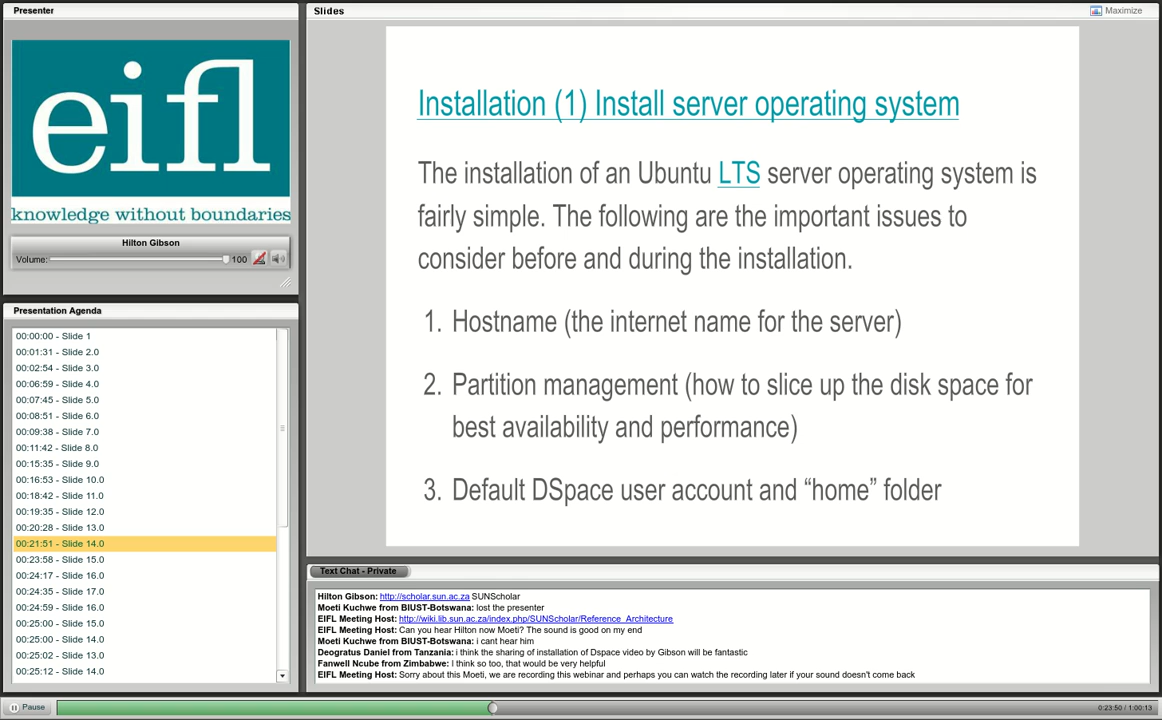 Presenter
eifl
knowledge without boundaries
Hilton Gibson
Volume: 100
Presentation Agenda
00:00:00 - Slide 1
00:01:31 - Slide 2.0
00:02:54 - Slide 3.0
00:06:59 - Slide 4.0
00:07:45 - Slide 5.0
00:08:51 - Slide 6.0
00:09:38 - Slide 7.0
00:11:42 - Slide 8.0
00:15:35 - Slide 9.0
00:16:53 - Slide 10.0
00:18:42 - Slide 11.0
00:19:35 - Slide 12.0
00:20:28 - Slide 13.0
00:21:51 - Slide 14.0
00:23:58 - Slide 15.0
00:24:17 - Slide 16.0
00:24:35 - Slide 17.0
00:24:59 - Slide 16.0
00:25:00 - Slide 15.0
00:25:00 - Slide 14.0
00:25:02 - Slide 13.0
00:25:12 - Slide 14.0
Slides
Maximize
Installation (1) Install server operating system
The installation of an Ubuntu LTS server operating system is
fairly simple. The following are the important issues to
consider before and during the installation.
1. Hostname (the internet name for the server)
2. Partition management (how to slice up the disk space for
best availability and performance)
3. Default DSpace user account and “home” folder
Text Chat - Private
Hilton Gibson: http://scholar.sun.ac.za SUNScholar
Moeti Kuchwe from BIUST-Botswana: lost the presenter
EIFL Meeting Host: http://wiki.lib.sun.ac.za/index.php/SUNScholar/Reference_Architecture
EIFL Meeting Host: Can you hear Hilton now Moeti? The sound is good on my end
Moeti Kuchwe from BIUST-Botswana: i cant hear him
Deogratus Daniel from Tanzania: i think the sharing of installation of Dspace video by Gibson will be fantastic
Fanwell Ncube from Zimbabwe: I think so too, that would be very helpful
EIFL Meeting Host: Sorry about this Moeti, we are recording this webinar and perhaps you can watch the recording later if your sound doesn't come back
Pause
0:23:50 / 1:00:13